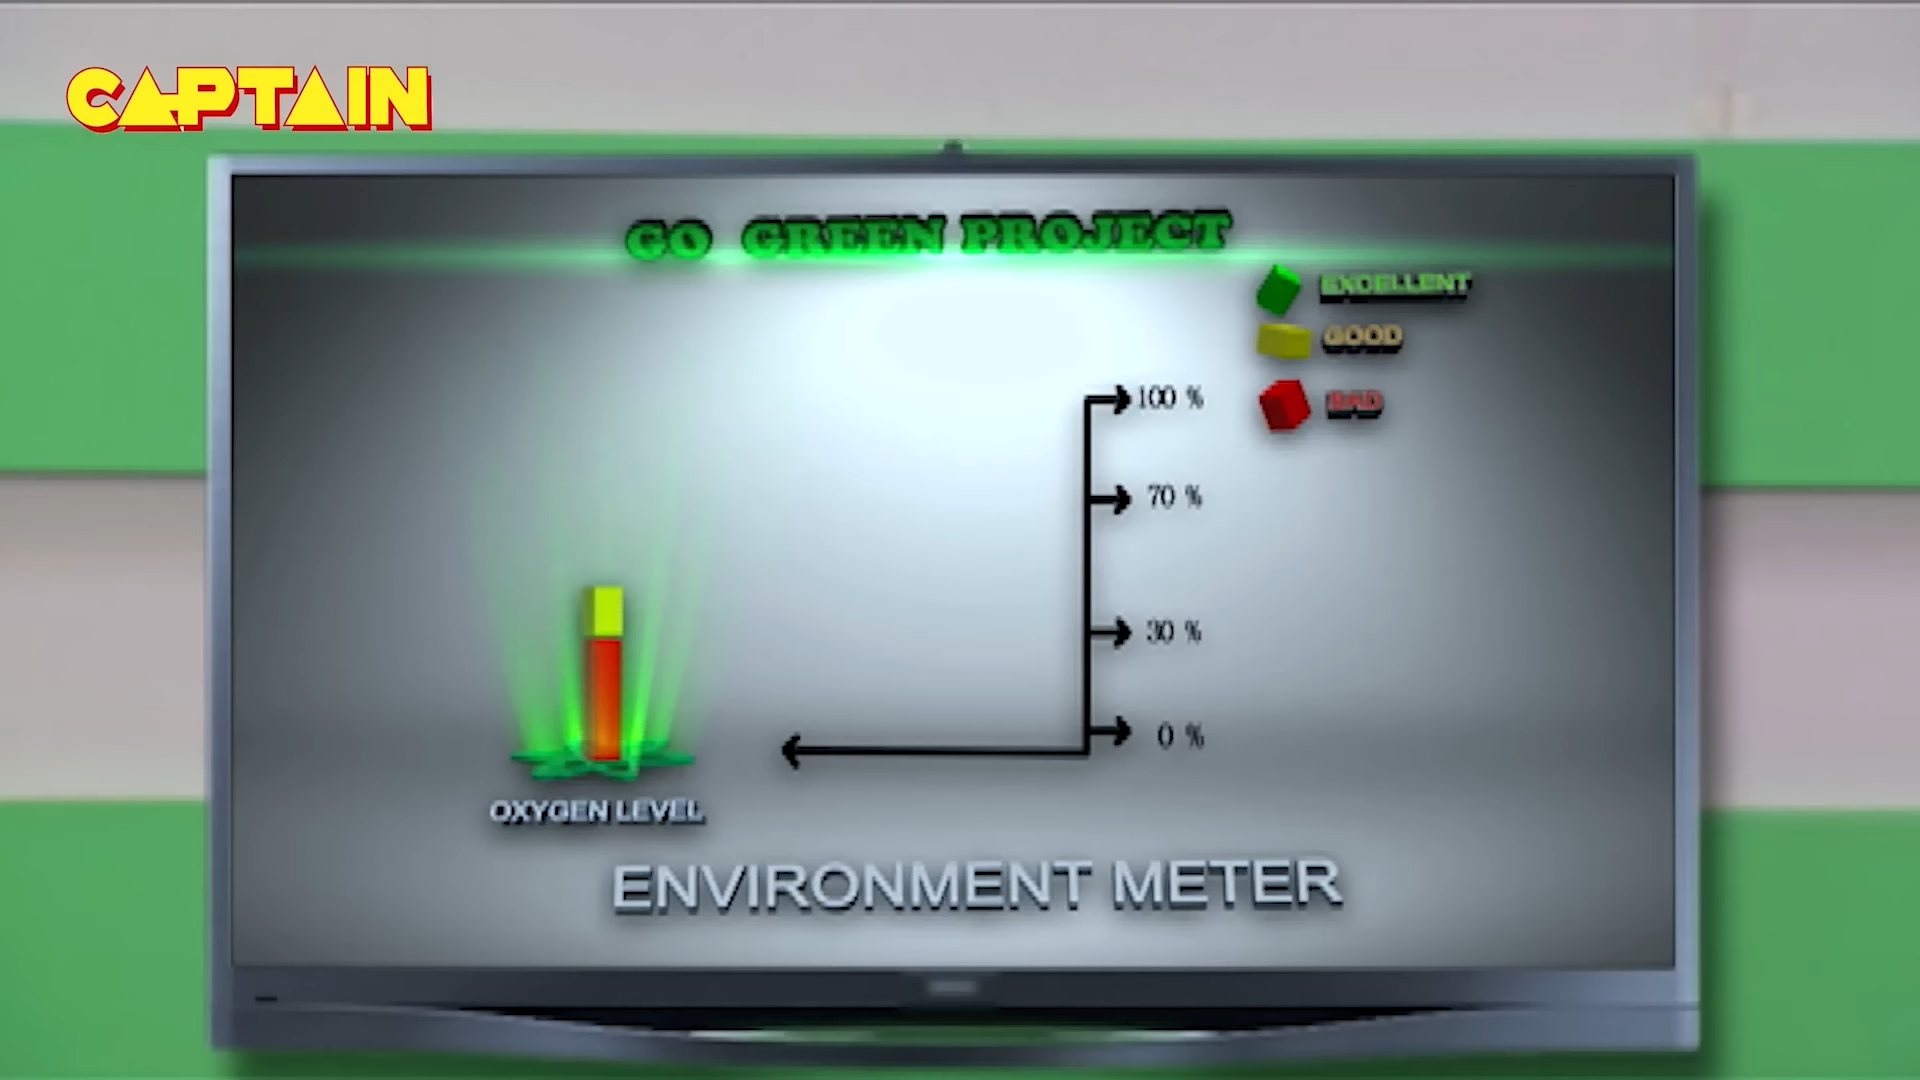 CAPTAIN
GO GREEN PROJECT
EXCELLENT
GOOD
BAD
100 %
70 %
30 %
0 %
OXYGEN LEVEL
ENVIRONMENT METER